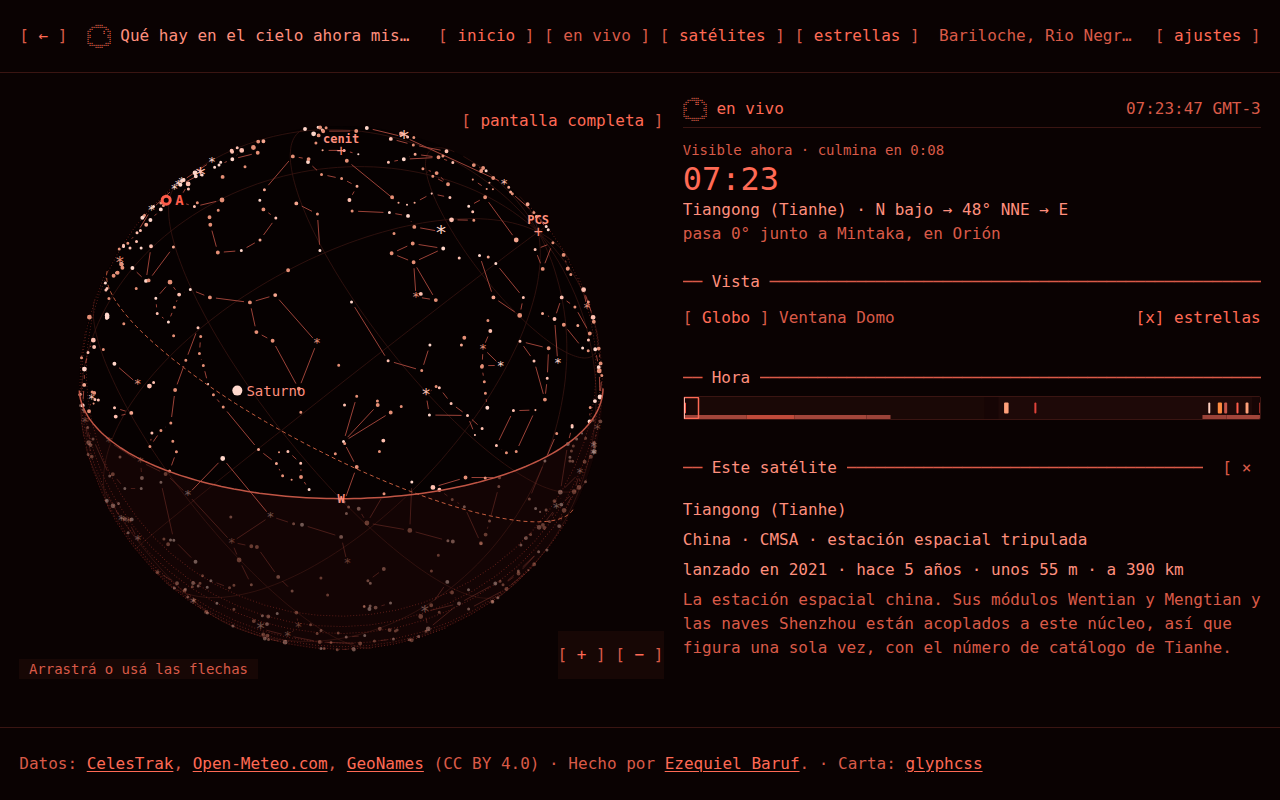 [ ← ] Qué hay en el cielo ahora mis… [ inicio ] [ en vivo ] [ satélites ] [ estrellas ] Bariloche, Rio Negr… [ ajustes ]
[ pantalla completa ]
cenit
A
PCS
Saturno
W
Arrastrá o usá las flechas
[ + ] [ − ]
en vivo 07:23:47 GMT-3
Visible ahora · culmina en 0:08
07:23
Tiangong (Tianhe) · N bajo → 48° NNE → E
pasa 0° junto a Mintaka, en Orión
Vista
[ Globo ] Ventana Domo [x] estrellas
Hora
Este satélite [ ×
Tiangong (Tianhe)
China · CMSA · estación espacial tripulada
lanzado en 2021 · hace 5 años · unos 55 m · a 390 km
La estación espacial china. Sus módulos Wentian y Mengtian y
las naves Shenzhou están acoplados a este núcleo, así que
figura una sola vez, con el número de catálogo de Tianhe.
Datos: CelesTrak, Open-Meteo.com, GeoNames (CC BY 4.0) · Hecho por Ezequiel Baruf. · Carta: glyphcss